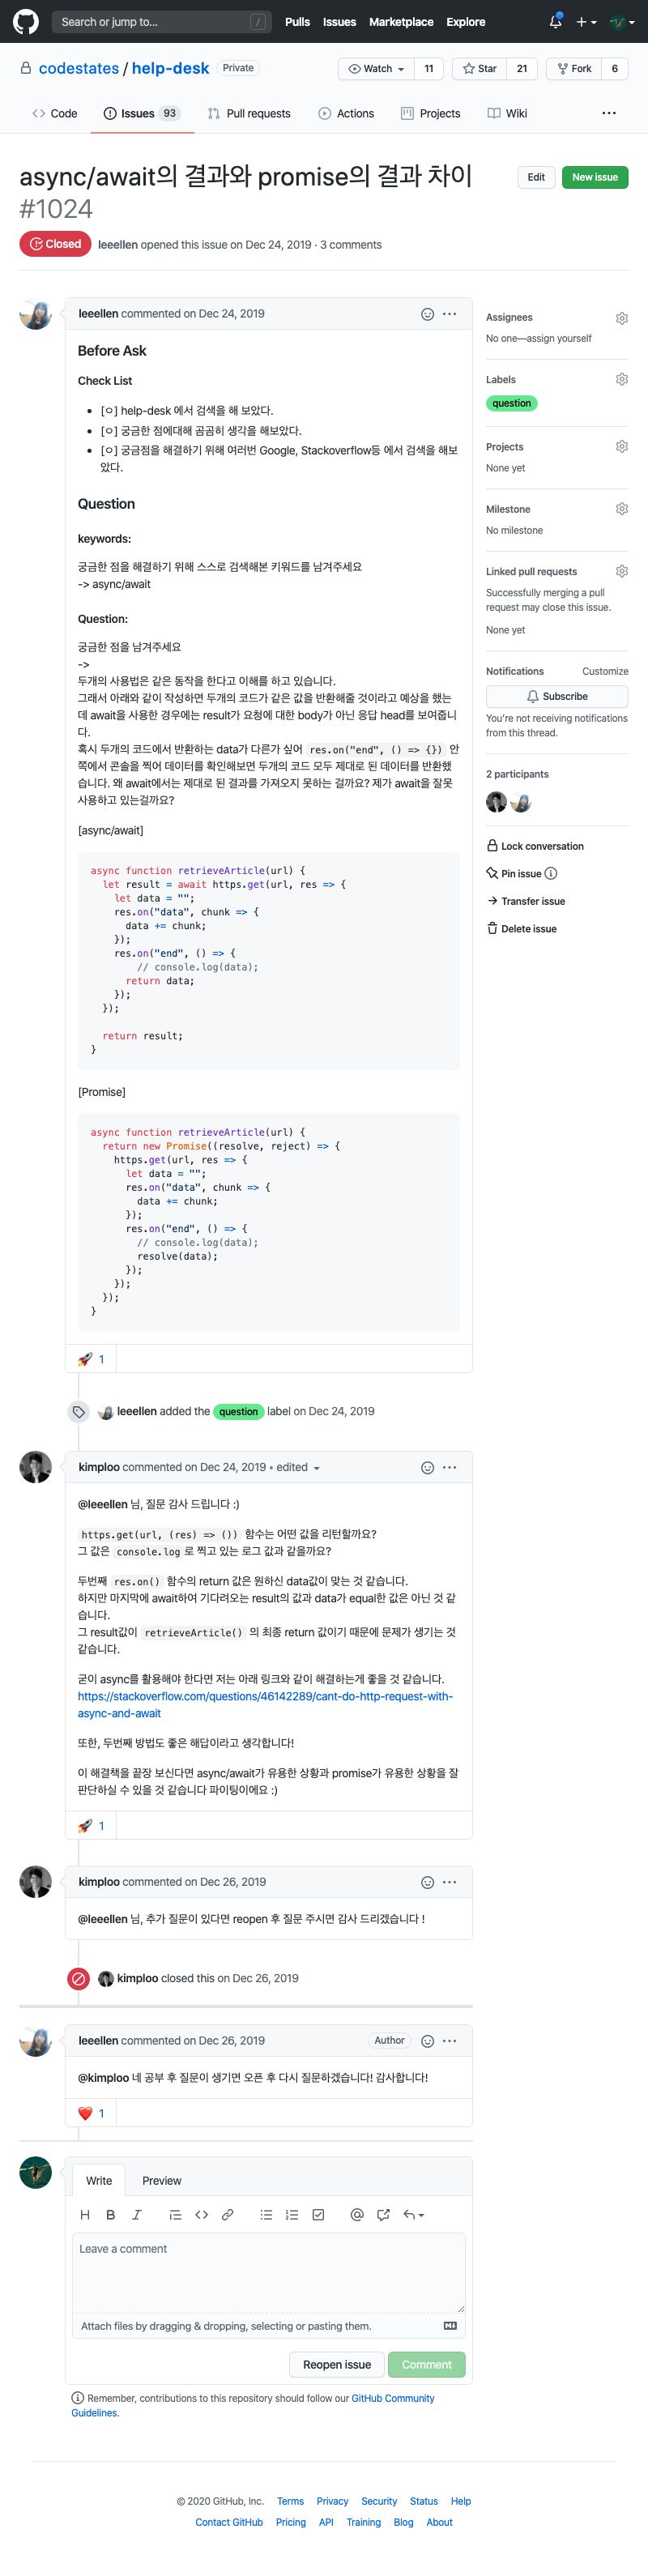 Search or jump to...
/
Pulls
Issues
Marketplace
Explore
codestates / help-desk
Private
Watch
11
Star
21
Fork
6
Code
Issues
93
Pull requests
Actions
Projects
Wiki
async/await의 결과와 promise의 결과 차이
#1024
Edit
New issue
Closed
leeellen opened this issue on Dec 24, 2019 · 3 comments
leeellen commented on Dec 24, 2019
Before Ask
Check List
[ㅇ] help-desk 에서 검색을 해 보았다.
[ㅇ] 궁금한 점에대해 곰곰히 생각을 해보았다.
[ㅇ] 궁금점을 해결하기 위해 여러번 Google, Stackoverflow등 에서 검색을 해보
았다.
Question
keywords:
궁금한 점을 해결하기 위해 스스로 검색해본 키워드를 남겨주세요
-> async/await
Question:
궁금한 점을 남겨주세요
->
두개의 사용법은 같은 동작을 한다고 이해를 하고 있습니다.
그래서 아래와 같이 작성하면 두개의 코드가 같은 값을 반환해줄 것이라고 예상을 했는
데 await을 사용한 경우에는 result가 요청에 대한 body가 아닌 응답 head를 보여줍니
다.
혹시 두개의 코드에서 반환하는 data가 다른가 싶어 res.on("end", () => {}) 안
쪽에서 콘솔을 찍어 데이터를 확인해보면 두개의 코드 모두 제대로 된 데이터를 반환했
습니다. 왜 await에서는 제대로 된 결과를 가져오지 못하는 걸까요? 제가 await을 잘못
사용하고 있는걸까요?
[async/await]
async function retrieveArticle(url) {
let result = await https.get(url, res => {
let data = "";
res.on("data", chunk => {
data += chunk;
});
res.on("end", () => {
// console.log(data);
return data;
});
});
return result;
}
[Promise]
async function retrieveArticle(url) {
return new Promise((resolve, reject) => {
https.get(url, res => {
let data = "";
res.on("data", chunk => {
data += chunk;
});
res.on("end", () => {
// console.log(data);
resolve(data);
});
});
});
}
1
leeellen added the question label on Dec 24, 2019
kimploo commented on Dec 24, 2019 • edited
@leeellen 님, 질문 감사 드립니다 :)
https.get(url, (res) => ()) 함수는 어떤 값을 리턴할까요?
그 값은 console.log 로 찍고 있는 로그 값과 같을까요?
두번째 res.on() 함수의 return 값은 원하신 data값이 맞는 것 같습니다.
하지만 마지막에 await하여 기다려오는 result의 값과 data가 equal한 값은 아닌 것 같
습니다.
그 result값이 retrieveArticle() 의 최종 return 값이기 때문에 문제가 생기는 것
같습니다.
굳이 async를 활용해야 한다면 저는 아래 링크와 같이 해결하는게 좋을 것 같습니다.
https://stackoverflow.com/questions/46142289/cant-do-http-request-with-
async-and-await
또한, 두번째 방법도 좋은 해답이라고 생각합니다!
이 해결책을 끝장 보신다면 async/await가 유용한 상황과 promise가 유용한 상황을 잘
판단하실 수 있을 것 같습니다 파이팅이에요 :)
1
kimploo commented on Dec 26, 2019
@leeellen 님, 추가 질문이 있다면 reopen 후 질문 주시면 감사 드리겠습니다 !
kimploo closed this on Dec 26, 2019
leeellen commented on Dec 26, 2019
Author
@kimploo 네 공부 후 질문이 생기면 오픈 후 다시 질문하겠습니다! 감사합니다!
1
Write
Preview
Leave a comment
Attach files by dragging & dropping, selecting or pasting them.
Reopen issue
Comment
Remember, contributions to this repository should follow our GitHub Community
Guidelines.
Assignees
No one—assign yourself
Labels
question
Projects
None yet
Milestone
No milestone
Linked pull requests
Successfully merging a pull
request may close this issue.
None yet
Notifications
Customize
Subscribe
You're not receiving notifications
from this thread.
2 participants
Lock conversation
Pin issue
Transfer issue
Delete issue
© 2020 GitHub, Inc.
Terms
Privacy
Security
Status
Help
Contact GitHub
Pricing
API
Training
Blog
About